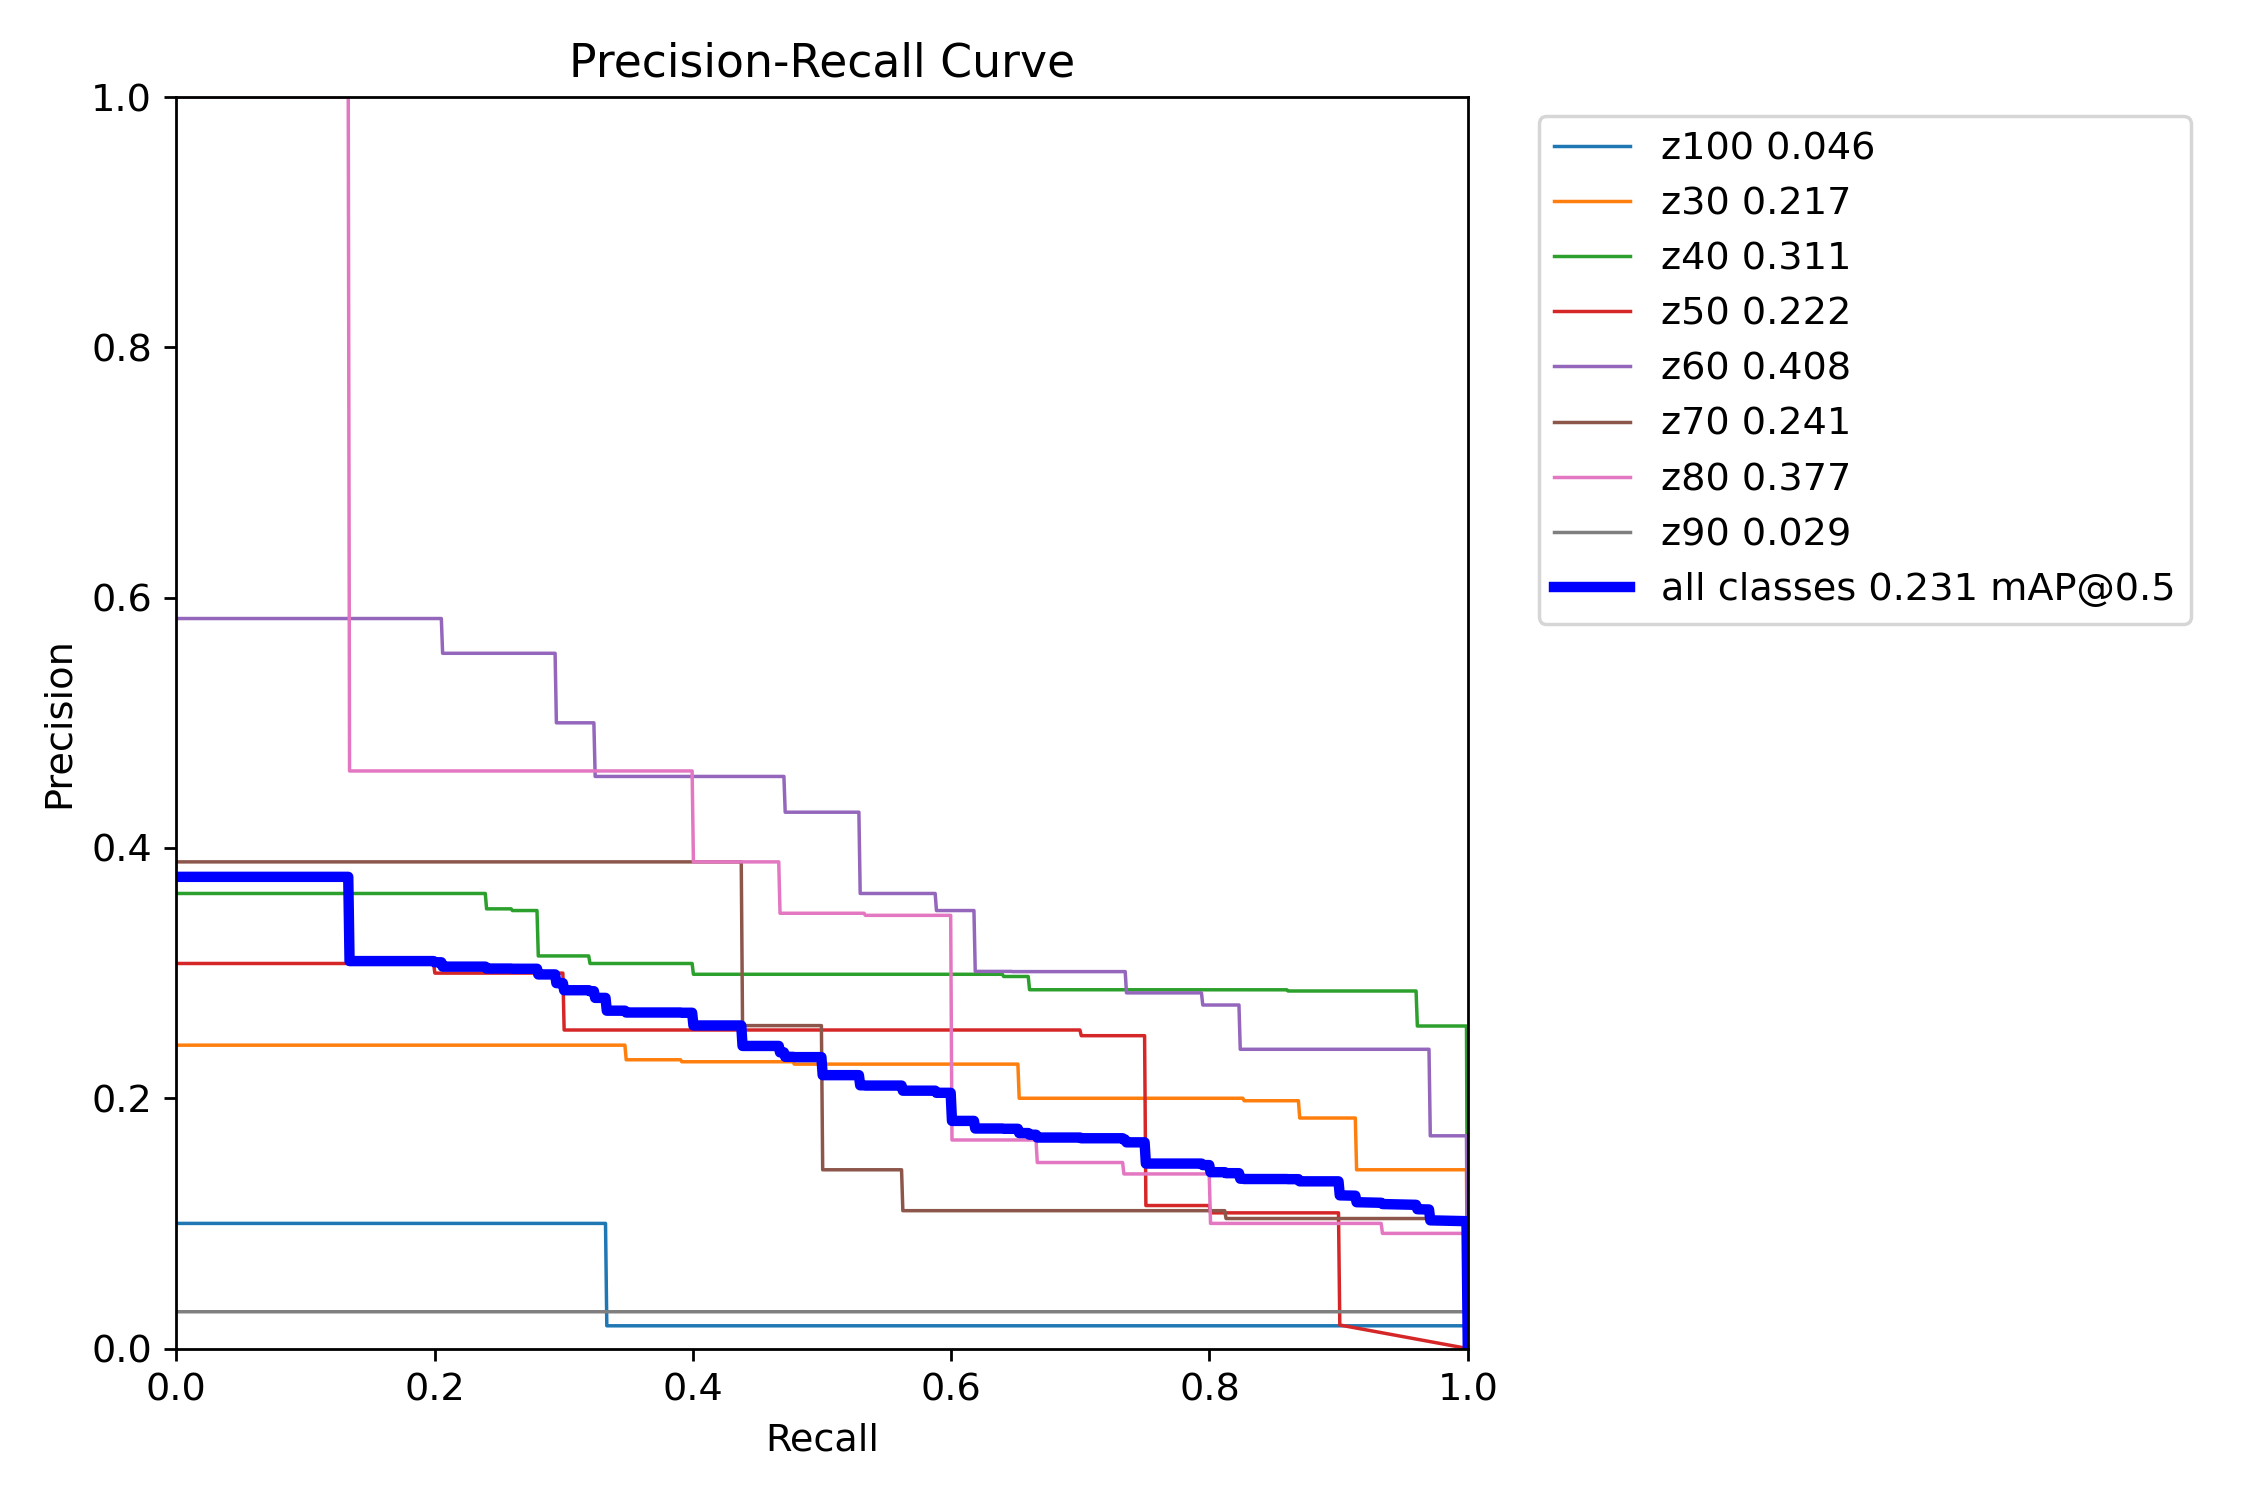 Precision-Recall Curve
1.0
0.8
0.6
0.4
0.2
0.0
Precision
0.0 0.2 0.4 0.6 0.8 1.0
Recall
z100 0.046
z30 0.217
z40 0.311
z50 0.222
z60 0.408
z70 0.241
z80 0.377
z90 0.029
all classes 0.231 mAP@0.5